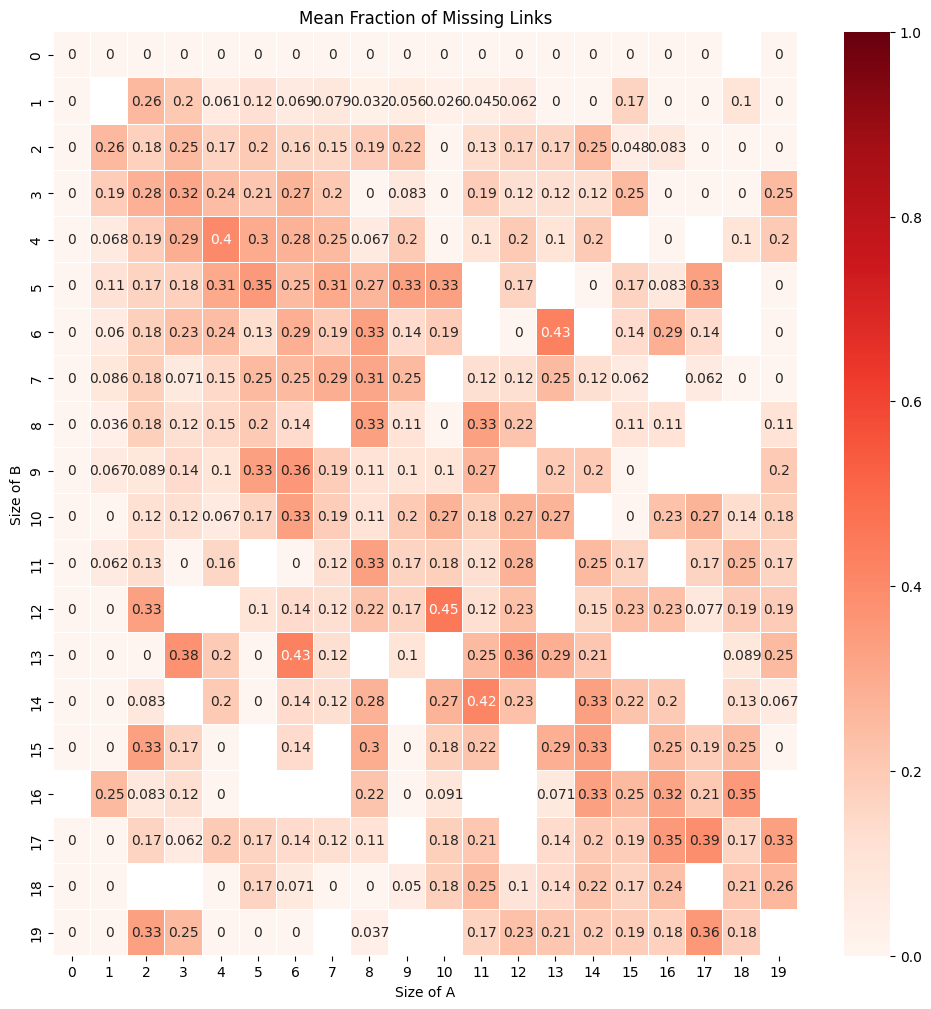 Mean Fraction of Missing Links
0 0 0 0 0 0 0 0 0 0 0 0 0 0 0 0 0 0 0 0
1 0 0.26 0.2 0.061 0.12 0.069 0.079 0.032 0.056 0.026 0.045 0.062 0 0 0.17 0 0 0.1 0
2 0 0.26 0.18 0.25 0.17 0.2 0.16 0.15 0.19 0.22 0 0.13 0.17 0.17 0.25 0.048 0.083 0 0 0
3 0 0.19 0.28 0.32 0.24 0.21 0.27 0.2 0 0.083 0 0.19 0.12 0.12 0.12 0.25 0 0 0 0.25
4 0 0.068 0.19 0.29 0.4 0.3 0.28 0.25 0.067 0.2 0 0.1 0.2 0.1 0.2 0 0.1 0.2
5 0 0.11 0.17 0.18 0.31 0.35 0.25 0.31 0.27 0.33 0.33 0.17 0 0.17 0.083 0.33 0
6 0 0.06 0.18 0.23 0.24 0.13 0.29 0.19 0.33 0.14 0.19 0 0.43 0.14 0.29 0.14 0
7 0 0.086 0.18 0.071 0.15 0.25 0.25 0.29 0.31 0.25 0.12 0.12 0.25 0.12 0.062 0.062 0 0
8 0 0.036 0.18 0.12 0.15 0.2 0.14 0.33 0.11 0 0.33 0.22 0.11 0.11 0.11
9 0 0.067 0.089 0.14 0.1 0.33 0.36 0.19 0.11 0.1 0.1 0.27 0.2 0.2 0 0.2
10 0 0 0.12 0.12 0.067 0.17 0.33 0.19 0.11 0.2 0.27 0.18 0.27 0.27 0 0.23 0.27 0.14 0.18
11 0 0.062 0.13 0 0.16 0 0.12 0.33 0.17 0.18 0.12 0.28 0.25 0.17 0.17 0.25 0.17
12 0 0 0.33 0.1 0.14 0.12 0.22 0.17 0.45 0.12 0.23 0.15 0.23 0.23 0.077 0.19 0.19
13 0 0 0 0.38 0.2 0 0.43 0.12 0.1 0.25 0.36 0.29 0.21 0.089 0.25
14 0 0 0.083 0.2 0 0.14 0.12 0.28 0.27 0.42 0.23 0.33 0.22 0.2 0.13 0.067
15 0 0 0.33 0.17 0 0.14 0.3 0 0.18 0.22 0.29 0.33 0.25 0.19 0.25 0
16 0.25 0.083 0.12 0 0.22 0 0.091 0.071 0.33 0.25 0.32 0.21 0.35
17 0 0 0.17 0.062 0.2 0.17 0.14 0.12 0.11 0.18 0.21 0.14 0.2 0.19 0.35 0.39 0.17 0.33
18 0 0 0 0.17 0.071 0 0 0.05 0.18 0.25 0.1 0.14 0.22 0.17 0.24 0.21 0.26
19 0 0 0.33 0.25 0 0 0 0.037 0.17 0.23 0.21 0.2 0.19 0.18 0.36 0.18
0 1 2 3 4 5 6 7 8 9 10 11 12 13 14 15 16 17 18 19
Size of A
Size of B
1.0
0.8
0.6
0.4
0.2
0.0